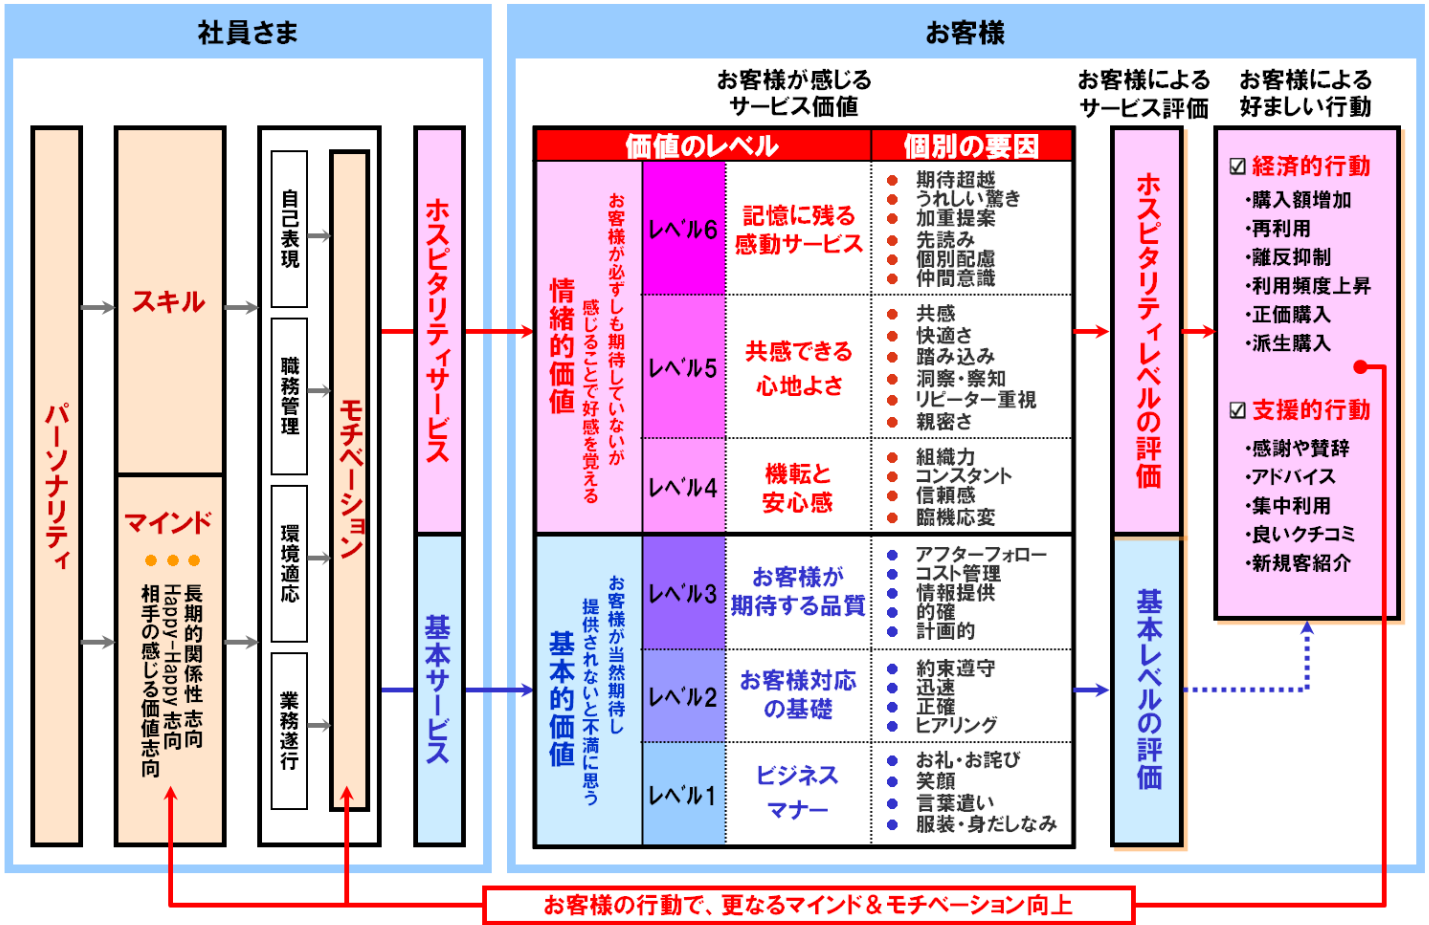 社員さま
パーソナリティ
スキル
マインド
長期的関係性 志向
Happy-Happy 志向
相手の感じる価値志向
自己表現
職務管理
環境適応
業務遂行
モチベーション
ホスピタリティサービス
基本サービス
お客様
お客様が感じる
サービス価値
価値のレベル
個別の要因
お客様が必ずしも期待していないが
感じることで好感を覚える
情緒的価値
レベル6
記憶に残る
感動サービス
期待超越
うれしい驚き
加重提案
先読み
個別配慮
仲間意識
レベル5
共感できる
心地よさ
共感
快適さ
踏み込み
洞察・察知
リピーター重視
親密さ
レベル4
機転と
安心感
組織力
コンスタント
信頼感
臨機応変
お客様が当然期待し
提供されないと不満に思う
基本的価値
レベル3
お客様が
期待する品質
アフターフォロー
コスト管理
情報提供
的確
計画的
レベル2
お客様対応
の基礎
約束遵守
迅速
正確
ヒアリング
レベル1
ビジネス
マナー
お礼・お詫び
笑顔
言葉遣い
服装・身だしなみ
お客様による
サービス評価
ホスピタリティレベルの評価
基本レベルの評価
お客様による
好ましい行動
☑ 経済的行動
・購入額増加
・再利用
・離反抑制
・利用頻度上昇
・正価購入
・派生購入
☑ 支援的行動
・感謝や賛辞
・アドバイス
・集中利用
・良いクチコミ
・新規客紹介
お客様の行動で、更なるマインド＆モチベーション向上